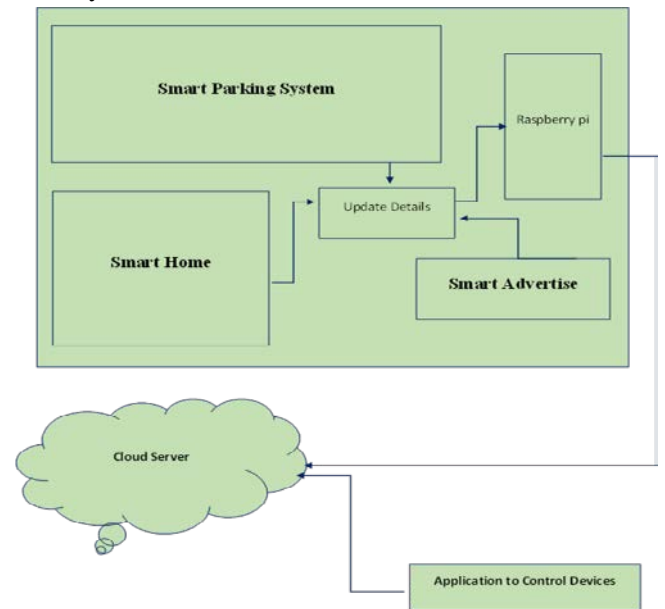 Smart Parking System
Raspberry pi
Update Details
Smart Home
Smart Advertise
Cloud Server
Application to Control Devices